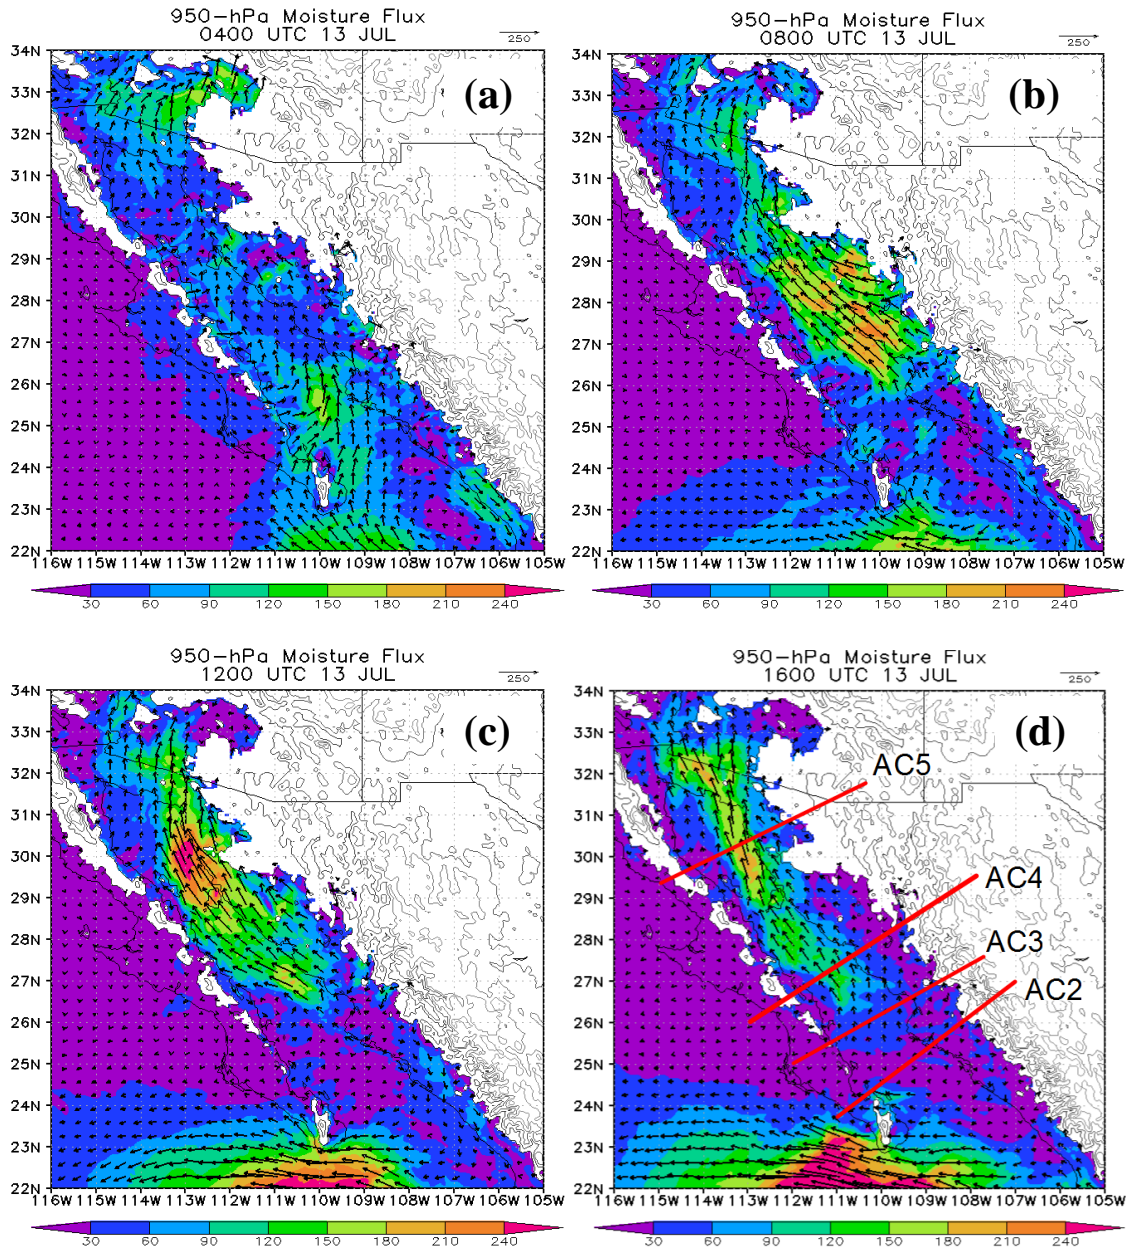 950-hPa Moisture Flux
0400 UTC 13 JUL
250
(a)
34N
33N
32N
31N
30N
29N
28N
27N
26N
25N
24N
23N
22N
116W 115W 114W 113W 112W 111W 110W 109W 108W 107W 106W 105W
30 60 90 120 150 180 210 240
950-hPa Moisture Flux
0800 UTC 13 JUL
250
(b)
34N
33N
32N
31N
30N
29N
28N
27N
26N
25N
24N
23N
22N
116W 115W 114W 113W 112W 111W 110W 109W 108W 107W 106W 105W
30 60 90 120 150 180 210 240
950-hPa Moisture Flux
1200 UTC 13 JUL
250
(c)
34N
33N
32N
31N
30N
29N
28N
27N
26N
25N
24N
23N
22N
116W 115W 114W 113W 112W 111W 110W 109W 108W 107W 106W 105W
30 60 90 120 150 180 210 240
950-hPa Moisture Flux
1600 UTC 13 JUL
250
(d)
AC5
AC4
AC3
AC2
34N
33N
32N
31N
30N
29N
28N
27N
26N
25N
24N
23N
22N
116W 115W 114W 113W 112W 111W 110W 109W 108W 107W 106W 105W
30 60 90 120 150 180 210 240